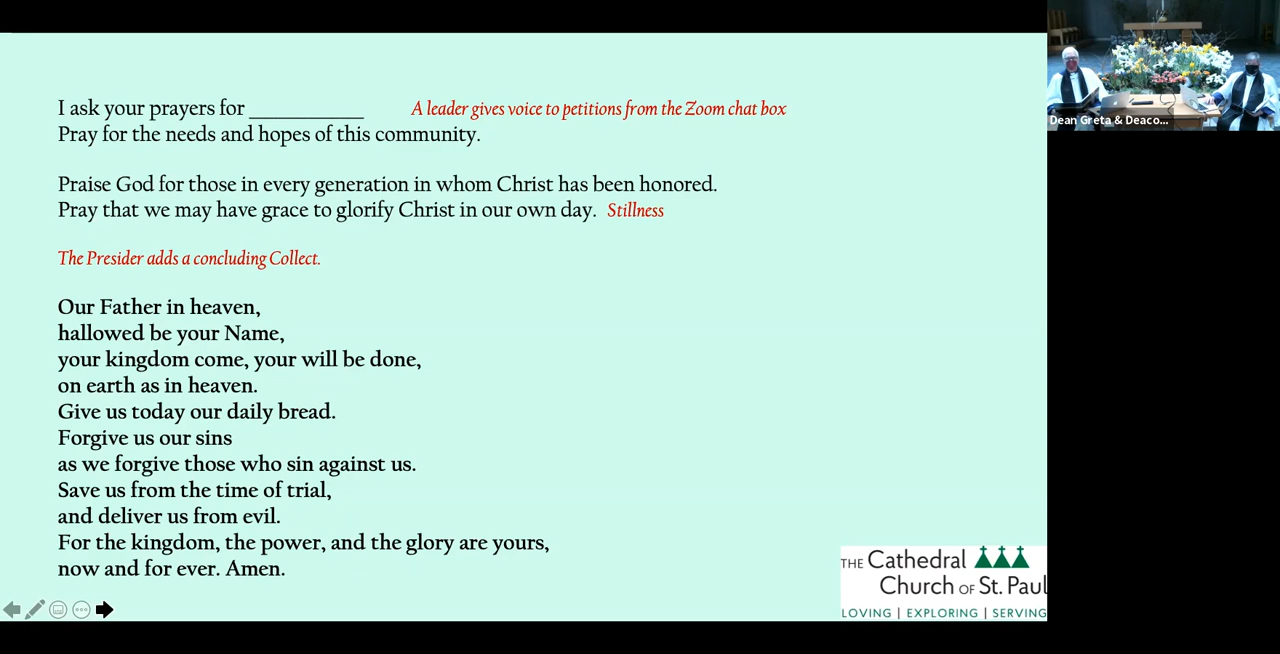 I ask your prayers for ____________ A leader gives voice to petitions from the Zoom chat box
Pray for the needs and hopes of this community.
Praise God for those in every generation in whom Christ has been honored.
Pray that we may have grace to glorify Christ in our own day. Stillness
The Presider adds a concluding Collect.
Our Father in heaven,
hallowed be your Name,
your kingdom come, your will be done,
on earth as in heaven.
Give us today our daily bread.
Forgive us our sins
as we forgive those who sin against us.
Save us from the time of trial,
and deliver us from evil.
For the kingdom, the power, and the glory are yours,
now and for ever. Amen.
THE Cathedral
Church OF St. Paul
LOVING | EXPLORING | SERVING
Dean Greta & Deaco...